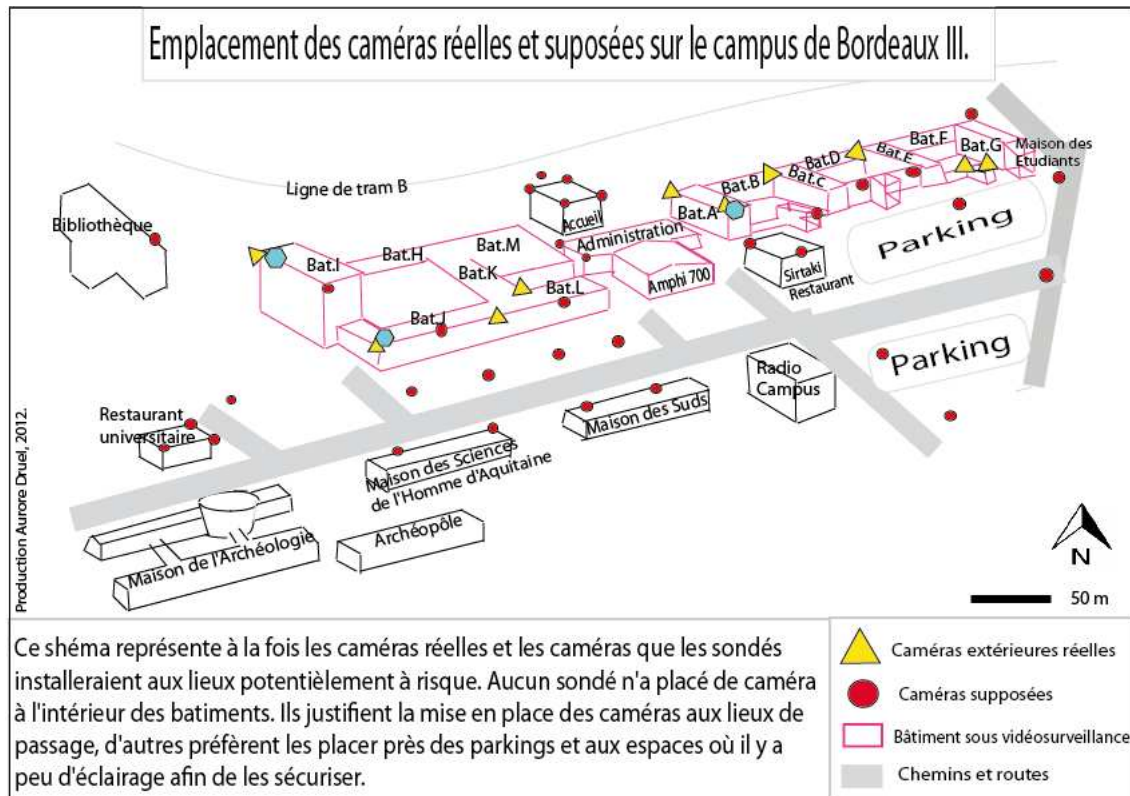 Emplacement des caméras réelles et suposées sur le campus de Bordeaux III.
Ligne de tram B
Bibliothèque
Accueil
Bat.A
Bat.B
Bat.c
Bat.D
Bat.E
Bat.F
Bat.G
Maison des
Etudiants
Parking
Bat.I
Bat.H
Bat.M
Bat.K
Bat.L
Bat.J
Administration
Amphi 700
Sirtaki
Restaurant
Parking
Radio
Campus
Restaurant
universitaire
Maison des Suds
Maison des Sciences
de l'Homme d'Aquitaine
Archéopôle
Maison de l'Archéologie
N
50 m
Production Aurore Druel, 2012.
Ce shéma représente à la fois les caméras réelles et les caméras que les sondés
installeraient aux lieux potentièlement à risque. Aucun sondé n'a placé de caméra
à l'intérieur des batiments. Ils justifient la mise en place des caméras aux lieux de
passage, d'autres préfèrent les placer près des parkings et aux espaces où il y a
peu d'éclairage afin de les sécuriser.
Caméras extérieures réelles
Caméras supposées
Bâtiment sous vidéosurveillance
Chemins et routes